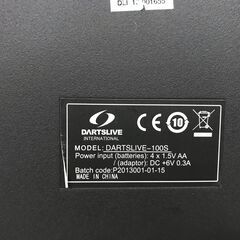 DARTSLIVE
INTERNATIONAL
CE
10
MODEL: DARTSLIVE-100S
Power input (batteries): 4 x 1.5V AA
/ (adaptor): DC +6V 0.3A
Batch code:P2013001-01-15
MADE IN CHINA